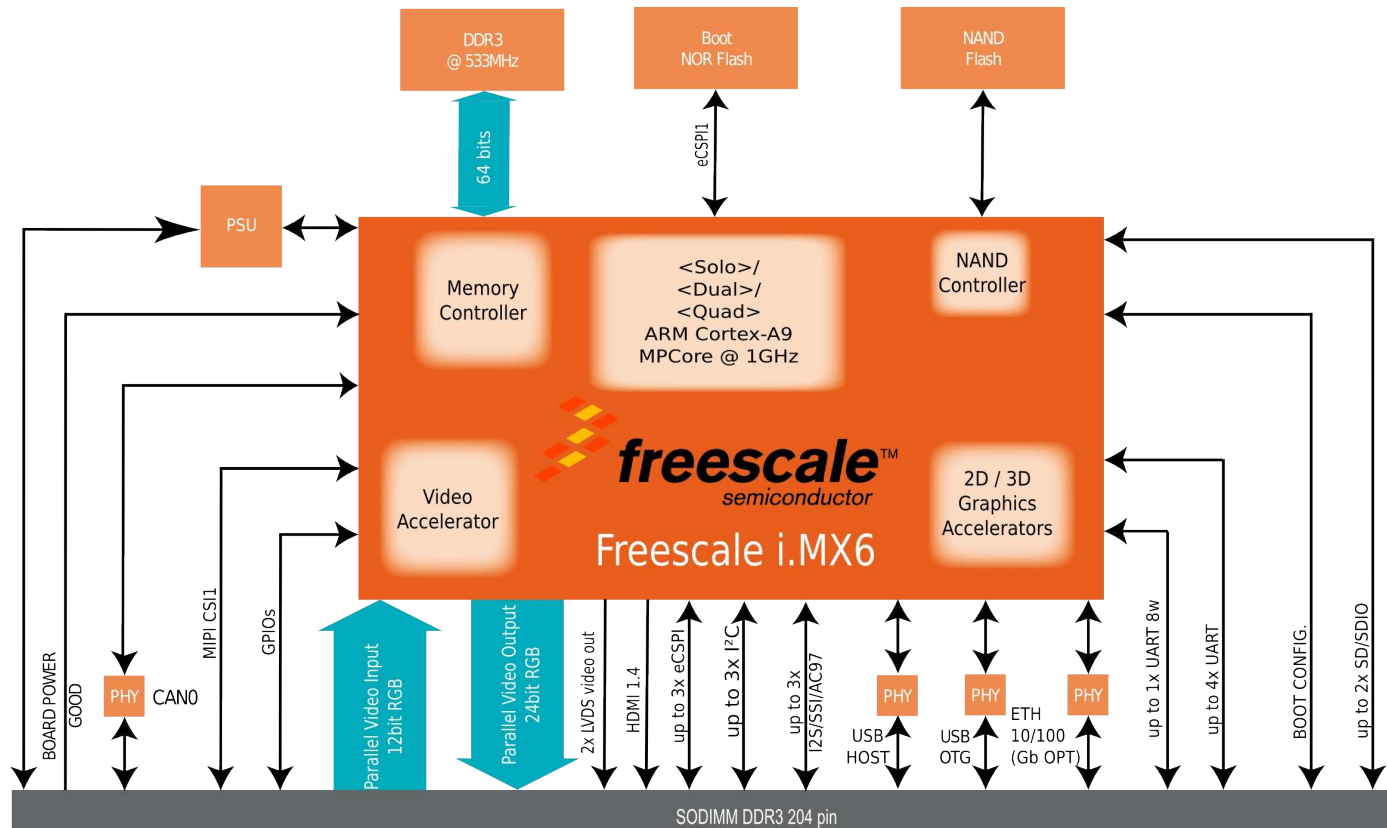 DDR3
@ 533MHz
Boot
NOR Flash
NAND
Flash
64 bits
eCSPI1
PSU
Memory
Controller
<Solo>/
<Dual>/
<Quad>
ARM Cortex-A9
MPCore @ 1GHz
NAND
Controller
freescale™
semiconductor
Freescale i.MX6
Video
Accelerator
2D / 3D
Graphics
Accelerators
BOARD POWER
GOOD
PHY
CAN0
MIPI CSI1
GPIOs
Parallel Video Input
12bit RGB
Parallel Video Output
24bit RGB
2x LVDS video out
HDMI 1.4
up to 3x eCSPI
up to 3x I²C
up to 3x
I2S/SSI/AC97
PHY
USB
HOST
PHY
USB
OTG
PHY
ETH
10/100
(Gb OPT)
up to 1x UART 8w
up to 4x UART
BOOT CONFIG.
up to 2x SD/SDIO
SODIMM DDR3 204 pin